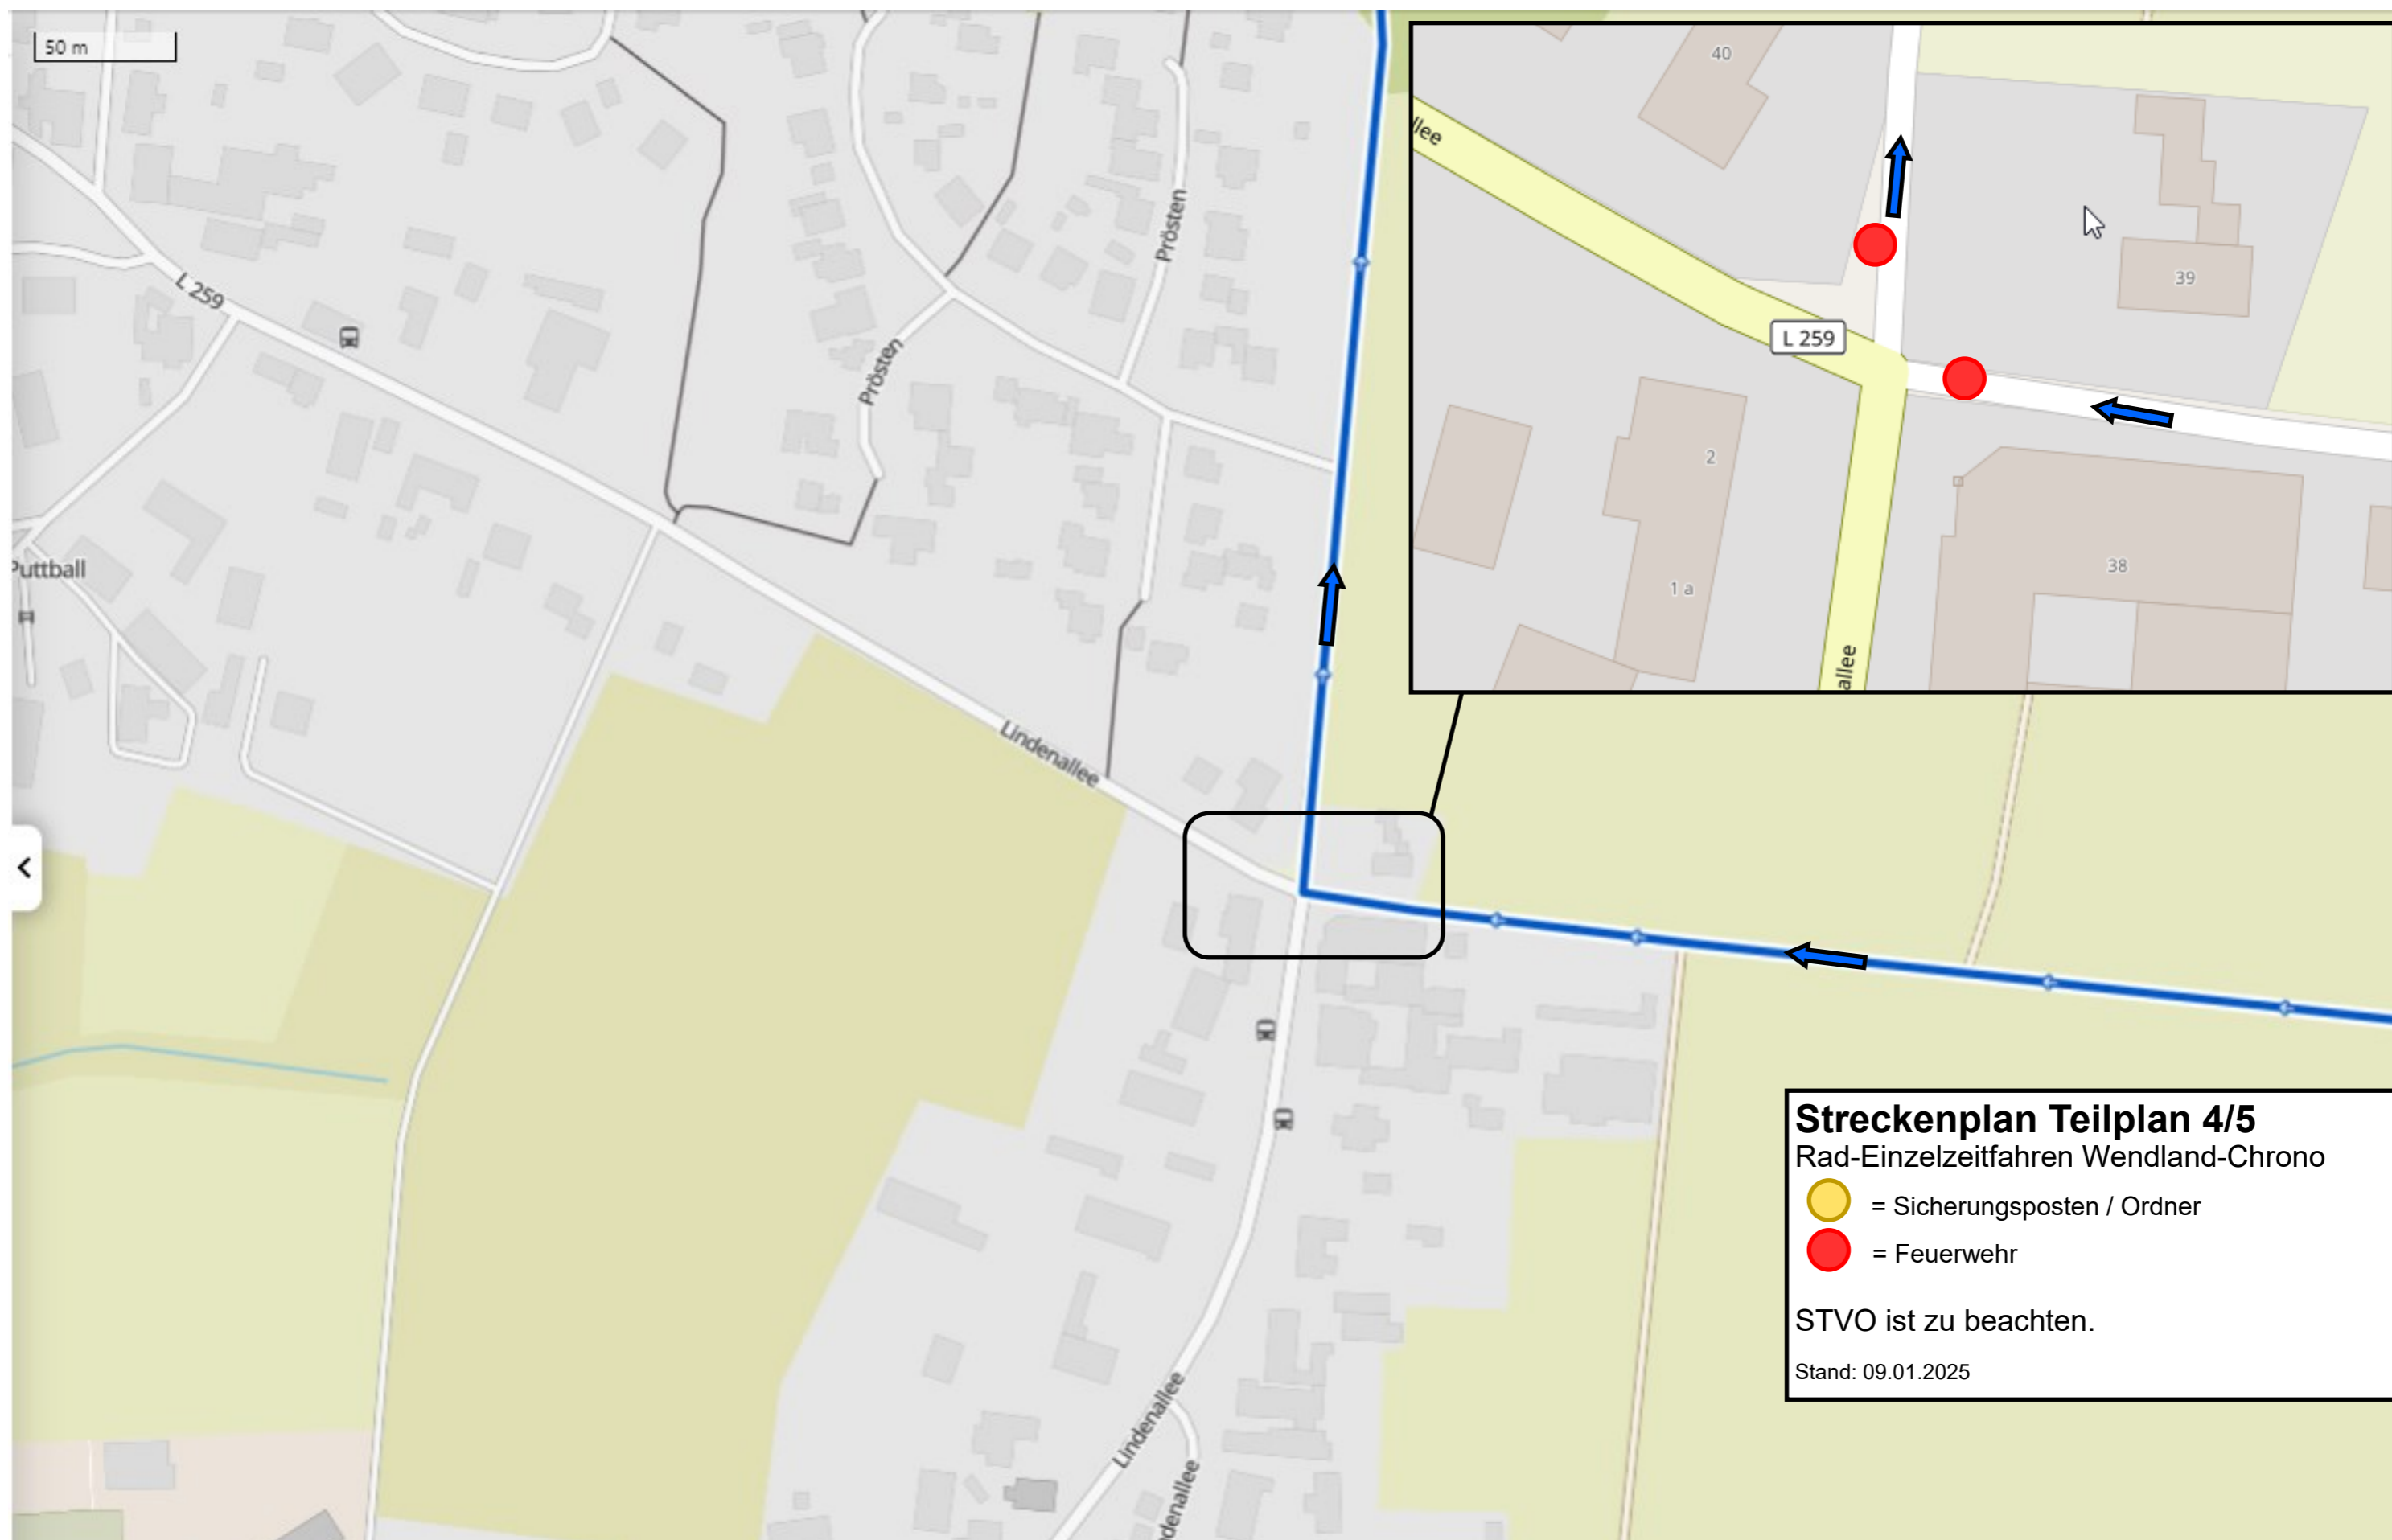 50 m
L 259
Prösten
Prösten
Puttball
Lindenallee
Lindenallee
denallee
40
llee
39
L 259
2
38
1 a
allee
Streckenplan Teilplan 4/5
Rad-Einzelzeitfahren Wendland-Chrono
= Sicherungsposten / Ordner
= Feuerwehr
STVO ist zu beachten.
Stand: 09.01.2025